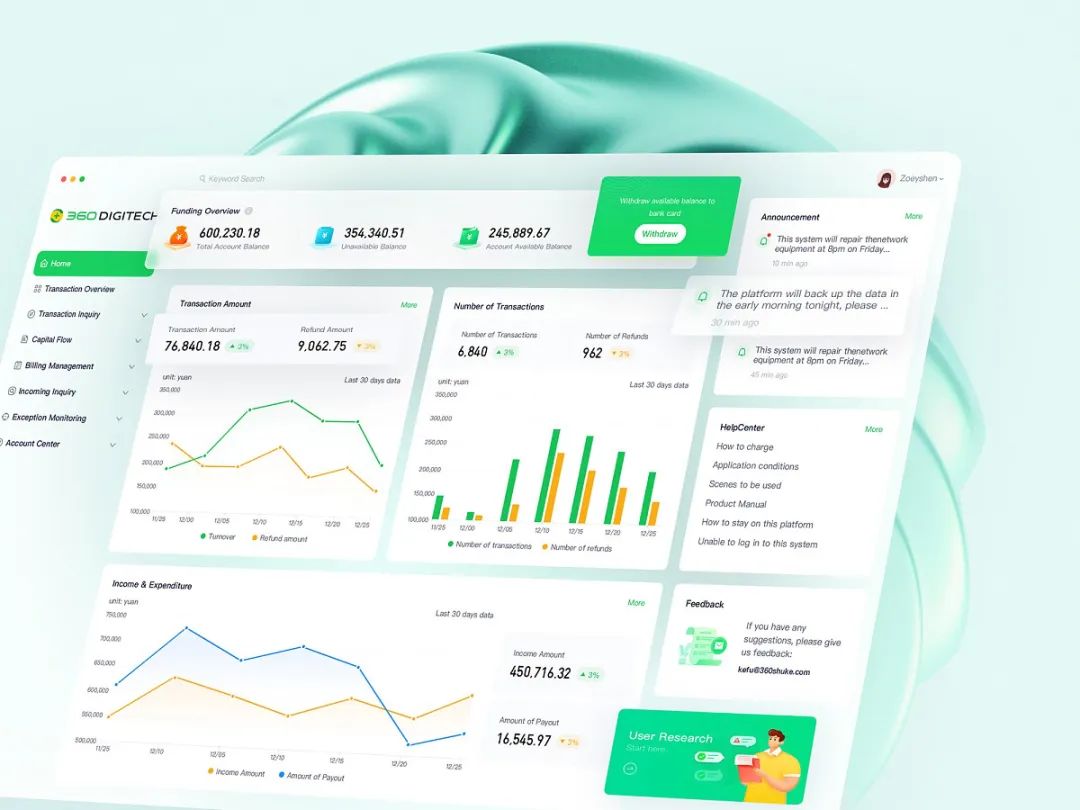 Keyword Search
Zoeyshen
360 DIGITECH
Home
Transaction Overview
Transaction Inquiry
Capital Flow
Billing Management
Incoming Inquiry
Exception Monitoring
Account Center
Funding Overview
600,230.18
Total Account Balance
354,340.51
Unavailable Balance
245,889.67
Account Available Balance
Withdraw available balance to
bank card
Withdraw
Announcement
More
This system will repair thenetwork
equipment at 8pm on Friday...
10 min ago
The platform will back up the data in
the early morning tonight, please ...
30 min ago
This system will repair thenetwork
equipment at 8pm on Friday...
45 min ago
Transaction Amount
More
Transaction Amount
76,840.18
3%
Refund Amount
9,062.75
3%
unit: yuan
Last 30 days data
350,000
300,000
250,000
200,000
150,000
100,000
11/25
12/00
12/05
12/10
12/15
12/20
12/25
Turnover
Refund amount
Number of Transactions
Number of Transactions
6,840
3%
Number of Refunds
962
3%
unit: yuan
Last 30 days data
350,000
300,000
250,000
200,000
150,000
100,000
11/25
12/00
12/05
12/10
12/15
12/20
12/25
Number of transactions
Number of refunds
HelpCenter
More
How to charge
Application conditions
Scenes to be used
Product Manual
How to stay on this platform
Unable to log in to this system
Income & Expenditure
More
unit: yuan
Last 30 days data
750,000
700,000
650,000
600,000
550,000
500,000
11/25
12/10
12/05
12/10
12/15
12/20
12/25
Income Amount
Amount of Payout
Income Amount
450,716.32
3%
Amount of Payout
16,545.97
3%
Feedback
If you have any
suggestions, please give
us feedback:
kefu@360shuke.com
User Research
Start here